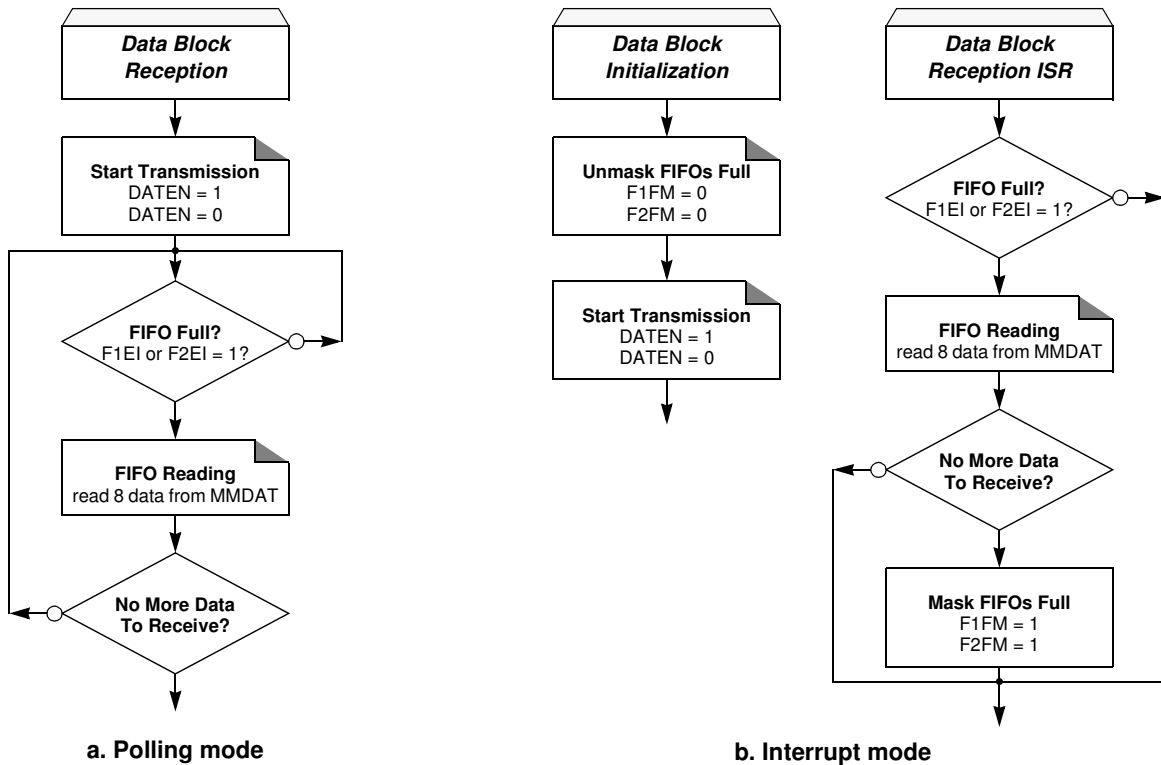 Data Block
Reception
Start Transmission
DATEN = 1
DATEN = 0
FIFO Full?
F1EI or F2EI = 1?
FIFO Reading
read 8 data from MMDAT
No More Data
To Receive?
a. Polling mode
Data Block
Initialization
Unmask FIFOs Full
F1FM = 0
F2FM = 0
Start Transmission
DATEN = 1
DATEN = 0
Data Block
Reception ISR
FIFO Full?
F1EI or F2EI = 1?
FIFO Reading
read 8 data from MMDAT
No More Data
To Receive?
Mask FIFOs Full
F1FM = 1
F2FM = 1
b. Interrupt mode